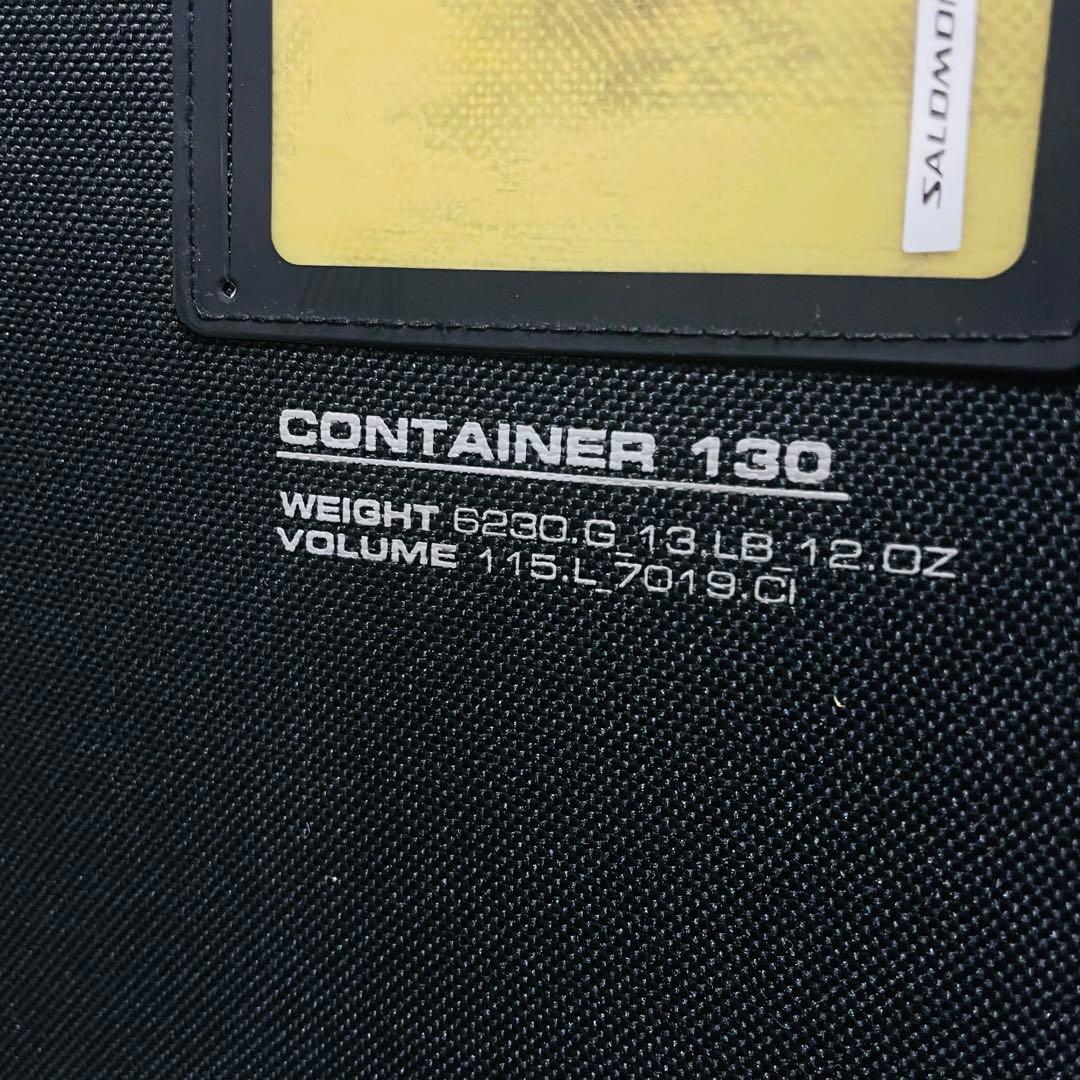 SALOMON
CONTAINER 130
WEIGHT 6230.G_13.LB_12.OZ
VOLUME 115.L_7019.CI